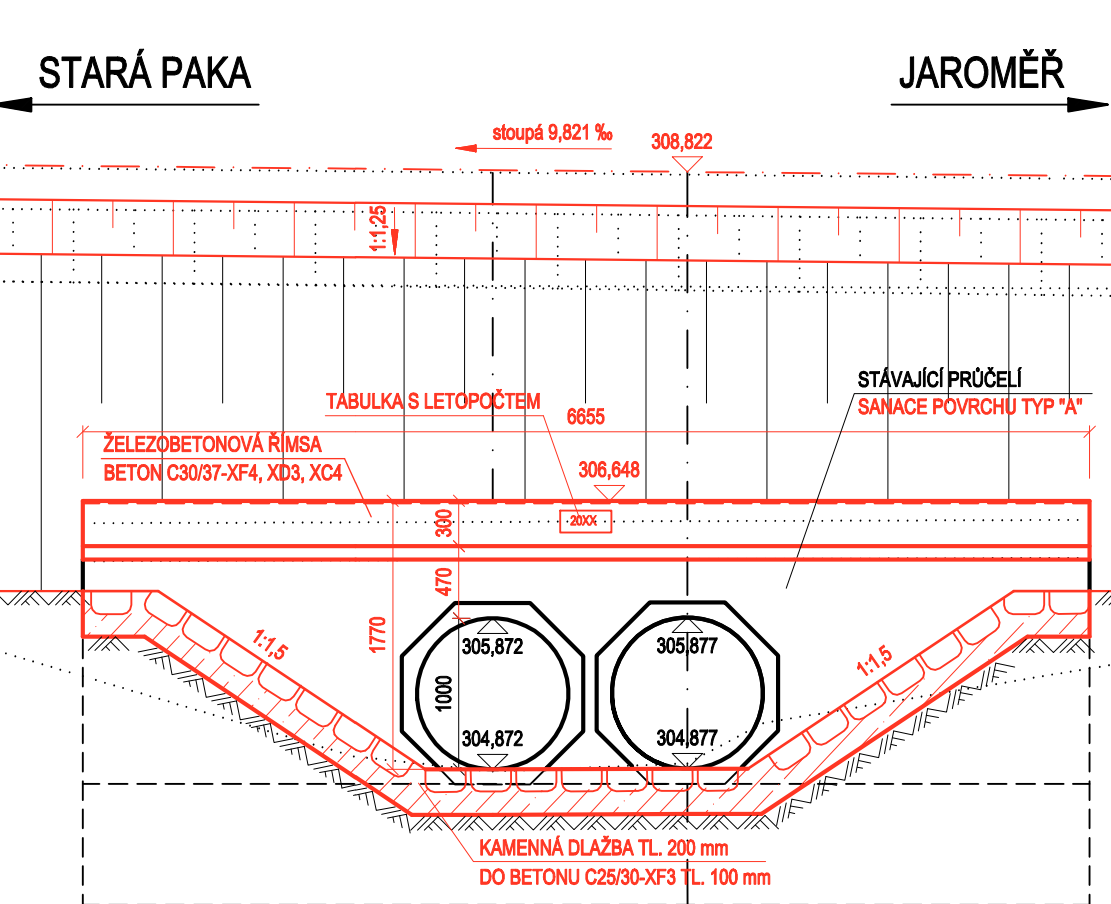 STARÁ PAKA
JAROMĚŘ
stoupá 9,821 ‰
308,822
1:1,25
STÁVAJÍCÍ PRŮČELÍ
SANACE POVRCHU TYP "A"
TABULKA S LETOPOČTEM
6655
ŽELEZOBETONOVÁ ŘÍMSA
BETON C30/37-XF4, XD3, XC4
306,648
300
20XX
470
1770
1:1,5
305,872
305,877
1:1,5
1000
304,872
304,877
KAMENNÁ DLAŽBA TL. 200 mm
DO BETONU C25/30-XF3 TL. 100 mm